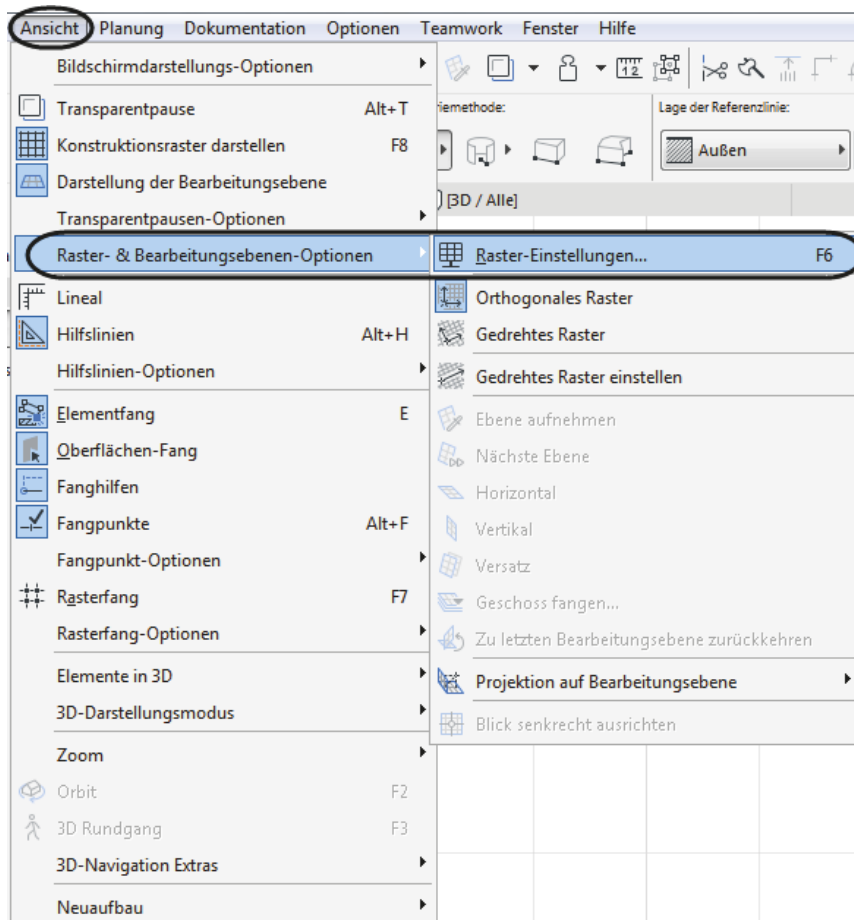 Ansicht Planung Dokumentation Optionen Teamwork Fenster Hilfe
Bildschirmdarstellungs-Optionen
Transparentpause Alt+T
Konstruktionsraster darstellen F8
Darstellung der Bearbeitungsebene
Transparentpausen-Optionen
Raster- & Bearbeitungsebenen-Optionen
Lineal
Hilfslinien Alt+H
Hilfslinien-Optionen
Elementfang E
Oberflächen-Fang
Fanghilfen
Fangpunkte Alt+F
Fangpunkt-Optionen
Rasterfang F7
Rasterfang-Optionen
Elemente in 3D
3D-Darstellungsmodus
Zoom
Orbit F2
3D Rundgang F3
3D-Navigation Extras
Neuaufbau
iemethode:
Lage der Referenzlinie:
Außen
[3D / Alle]
Raster-Einstellungen... F6
Orthogonales Raster
Gedrehtes Raster
Gedrehtes Raster einstellen
Ebene aufnehmen
Nächste Ebene
Horizontal
Vertikal
Versatz
Geschoss fangen...
Zu letzten Bearbeitungsebene zurückkehren
Projektion auf Bearbeitungsebene
Blick senkrecht ausrichten